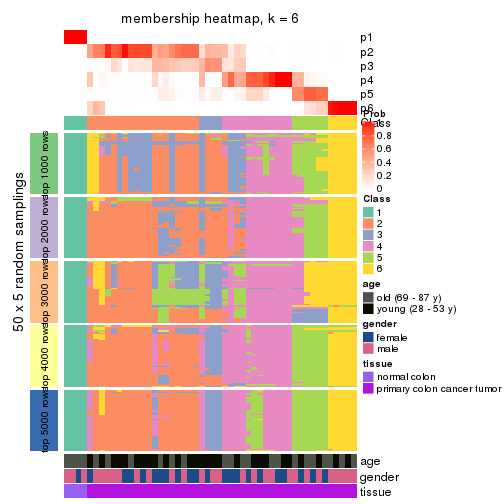 membership heatmap, k = 6
p1
p2
p3
p4
p5
p6
Class
50 x 5 random samplings
top 1000 rows
top 2000 rows
top 3000 rows
top 4000 rows
top 5000 rows
age
gender
tissue
Prob
1
0.8
0.6
0.4
0.2
0
Class
1
2
3
4
5
6
age
old (69 - 87 y)
young (28 - 53 y)
gender
female
male
tissue
normal colon
primary colon cancer tumor